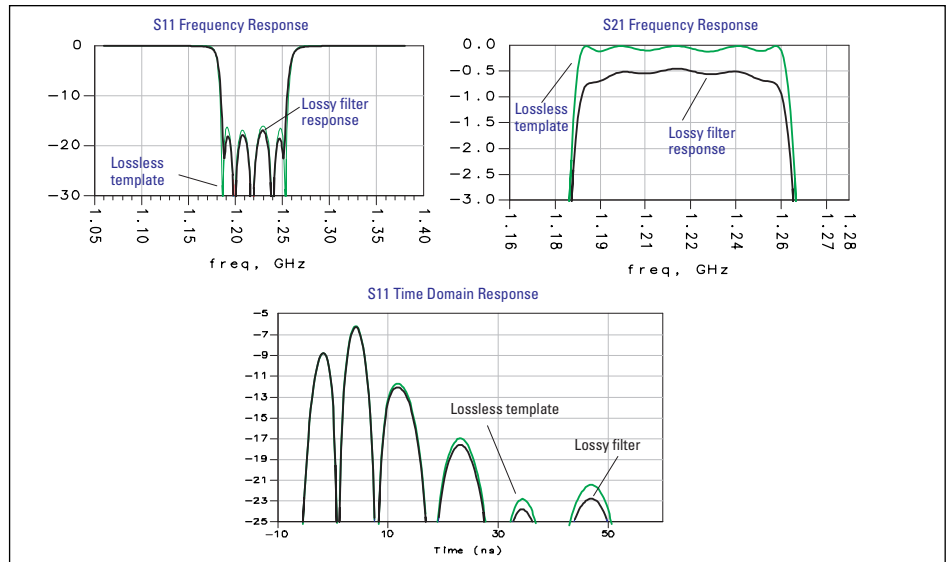 S11 Frequency Response
0
-10
-20
-30
Lossy filter
response
Lossless
template
1.05
1.10
1.20
1.25
1.30
1.35
1.40
freq, GHz
S21 Frequency Response
0.0
-0.5
-1.0
-1.5
-2.0
-2.5
-3.0
Lossless
template
Lossy filter
response
1.16
1.18
1.19
1.21
1.22
1.24
1.26
1.27
1.28
freq, GHz
S11 Time Domain Response
-5
-7
-9
-11
-13
-15
-17
-19
-21
-23
-25
Lossless template
Lossy filter
-10
10
30
50
Time (ns)